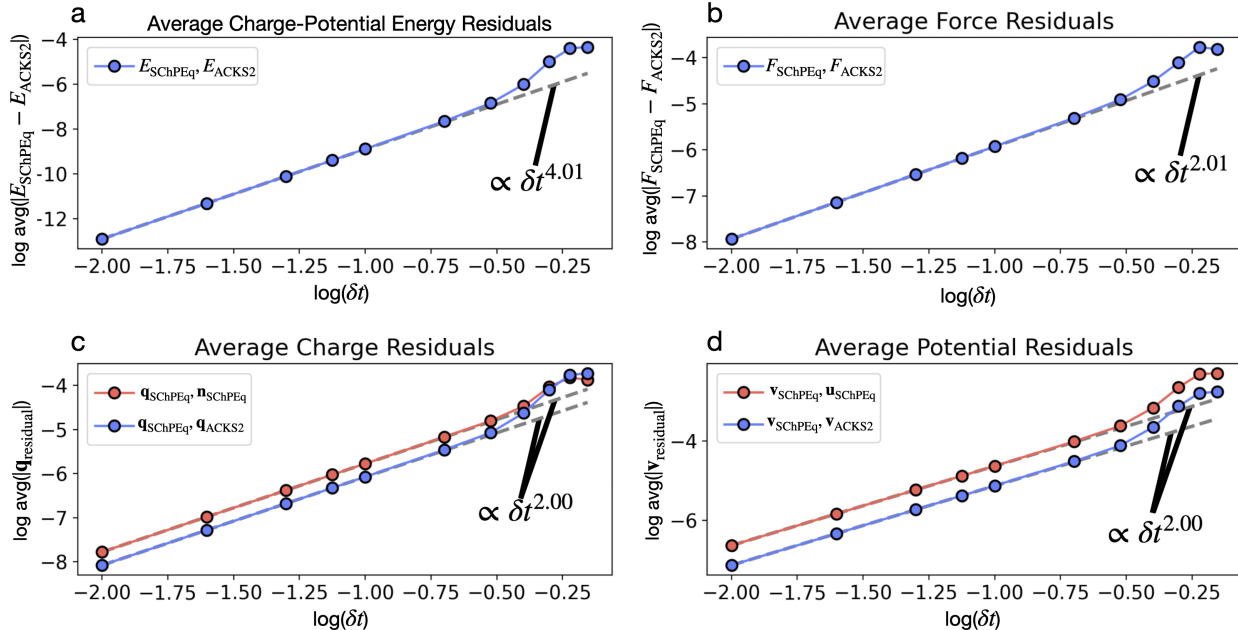 a
Average Charge-Potential Energy Residuals
log avg(|E_SChPEq − E_ACKS2|)
−4
−6
−8
−10
−12
E_SChPEq, E_ACKS2
∝ δt^4.01
−2.00 −1.75 −1.50 −1.25 −1.00 −0.75 −0.50 −0.25
log(δt)
b
Average Force Residuals
log avg(|F_SChPEq − F_ACKS2|)
−4
−5
−6
−7
−8
F_SChPEq, F_ACKS2
∝ δt^2.01
−2.00 −1.75 −1.50 −1.25 −1.00 −0.75 −0.50 −0.25
log(δt)
c
Average Charge Residuals
log avg(|q_residual|)
−4
−5
−6
−7
−8
q_SChPEq, n_SChPEq
q_SChPEq, q_ACKS2
∝ δt^2.00
−2.00 −1.75 −1.50 −1.25 −1.00 −0.75 −0.50 −0.25
log(δt)
d
Average Potential Residuals
log avg(|v_residual|)
−4
−6
v_SChPEq, u_SChPEq
v_SChPEq, v_ACKS2
∝ δt^2.00
−2.00 −1.75 −1.50 −1.25 −1.00 −0.75 −0.50 −0.25
log(δt)